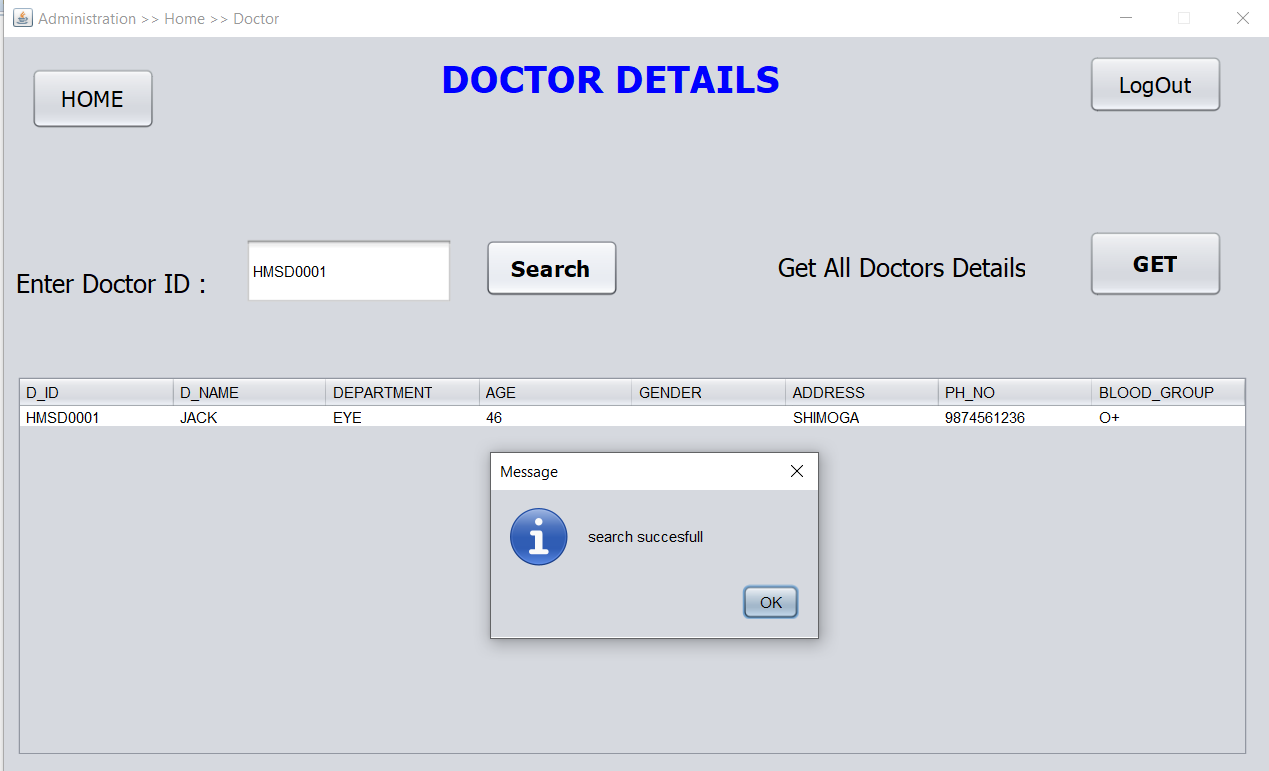 Administration >> Home >> Doctor
HOME
DOCTOR DETAILS
LogOut
Enter Doctor ID :
HMSD0001
Search
Get All Doctors Details
GET
D_ID D_NAME DEPARTMENT AGE GENDER ADDRESS PH_NO BLOOD_GROUP
HMSD0001 JACK EYE 46 SHIMOGA 9874561236 O+
Message
search succesfull
OK